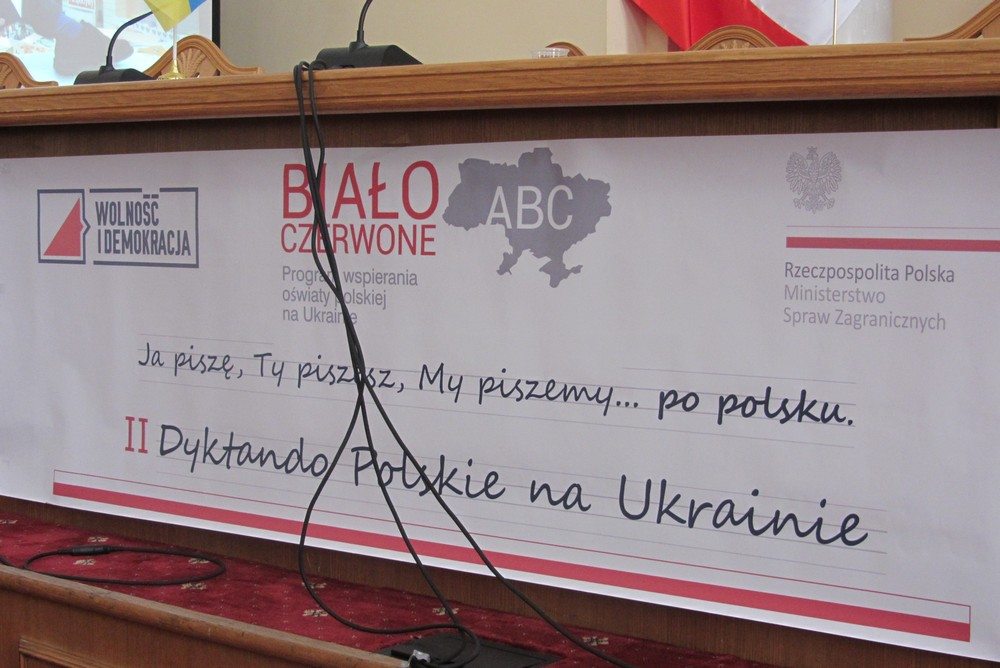 WOLNOŚĆ
I DEMOKRACJA
BIAŁO
CZERWONE
Program wspierania
oświaty polskiej
na Ukrainie
ABC
Rzeczpospolita Polska
Ministerstwo
Spraw Zagranicznych
Ja piszę, Ty piszesz, My piszemy... po polsku.
II Dyktando Polskie na Ukrainie